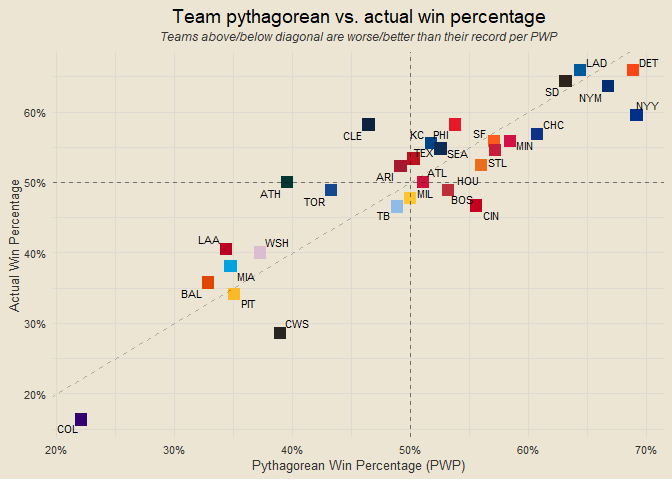 Team pythagorean vs. actual win percentage
Teams above/below diagonal are worse/better than their record per PWP
LAD
DET
SD
NYM
NYY
60%
CLE
KC
PHI
SF
CHC
TEX
SEA
MIN
STL
ARI
ATL
HOU
50%
ATH
TOR
MIL
BOS
TB
CIN
LAA
WSH
40%
MIA
BAL
PIT
30%
CWS
20%
COL
20%
30%
40%
50%
60%
70%
Actual Win Percentage
Pythagorean Win Percentage (PWP)